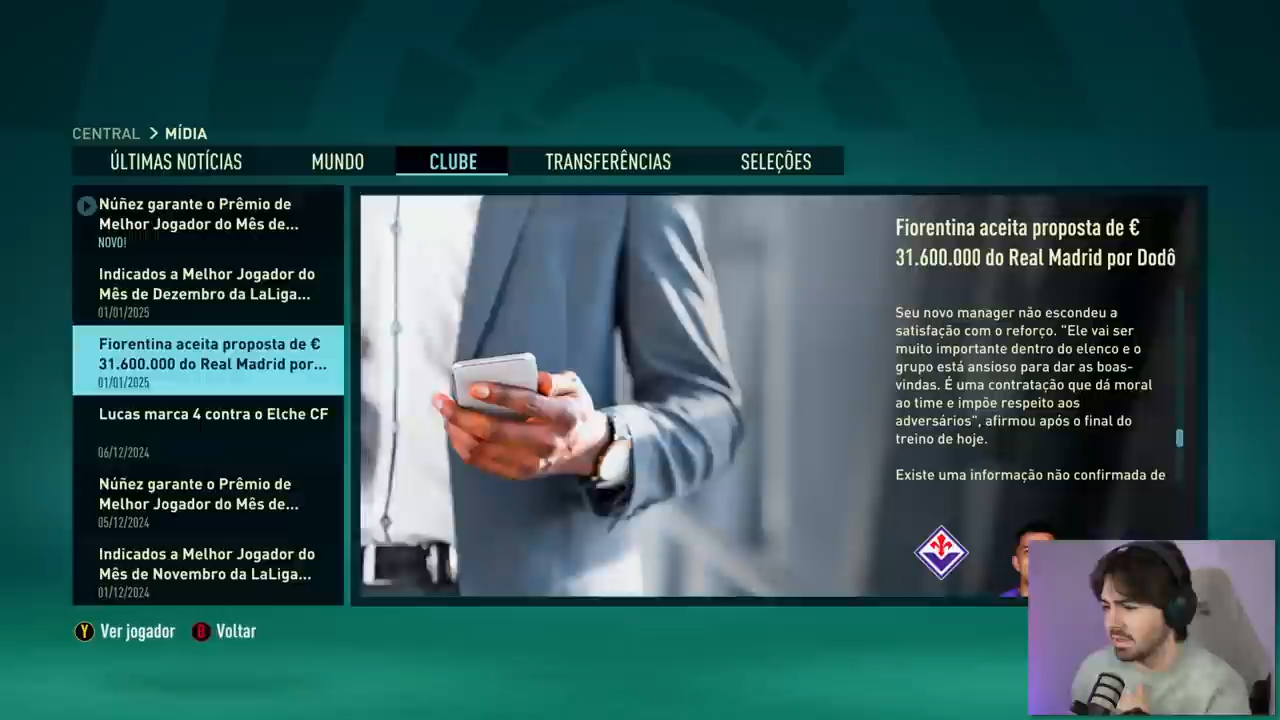 CENTRAL > MÍDIA
ÚLTIMAS NOTÍCIAS MUNDO CLUBE TRANSFERÊNCIAS SELEÇÕES
Núñez garante o Prêmio de
Melhor Jogador do Mês de...
NOVO!
Indicados a Melhor Jogador do
Mês de Dezembro da LaLiga...
01/01/2025
Fiorentina aceita proposta de €
31.600.000 do Real Madrid por...
01/01/2025
Lucas marca 4 contra o Elche CF
06/12/2024
Núñez garante o Prêmio de
Melhor Jogador do Mês de...
05/12/2024
Indicados a Melhor Jogador do
Mês de Novembro da LaLiga...
01/12/2024
Fiorentina aceita proposta de €
31.600.000 do Real Madrid por Dodô
Seu novo manager não escondeu a
satisfação com o reforço. "Ele vai ser
muito importante dentro do elenco e o
grupo está ansioso para dar as boas-
vindas. É uma contratação que dá moral
ao time e impõe respeito aos
adversários", afirmou após o final do
treino de hoje.
Existe uma informação não confirmada de
Y Ver jogador B Voltar